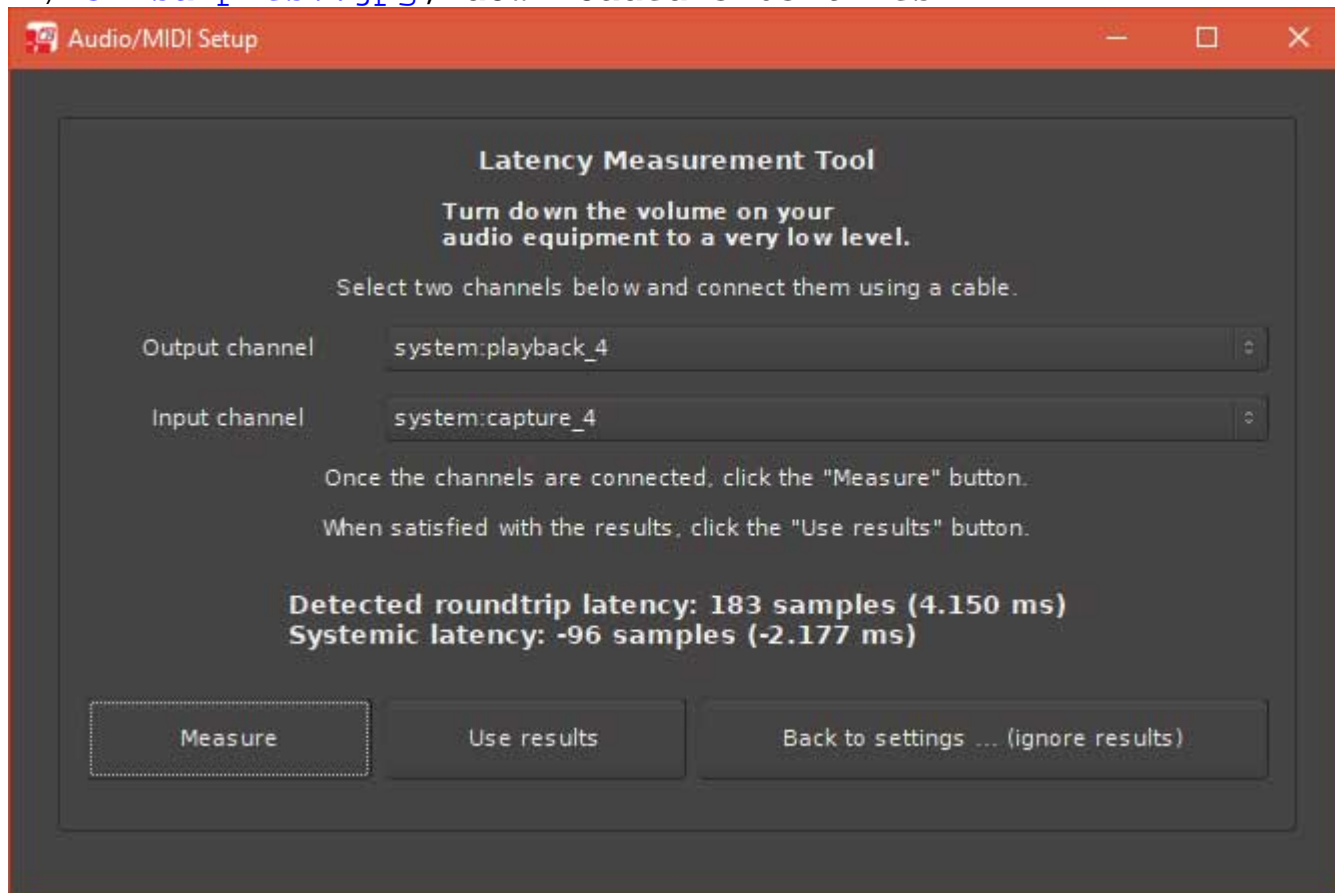 Audio/MIDI Setup
Latency Measurement Tool
Turn down the volume on your
audio equipment to a very low level.
Select two channels below and connect them using a cable.
Output channel system:playback_4
Input channel system:capture_4
Once the channels are connected, click the "Measure" button.
When satisfied with the results, click the "Use results" button.
Detected roundtrip latency: 183 samples (4.150 ms)
Systemic latency: -96 samples (-2.177 ms)
Measure Use results Back to settings ... (ignore results)